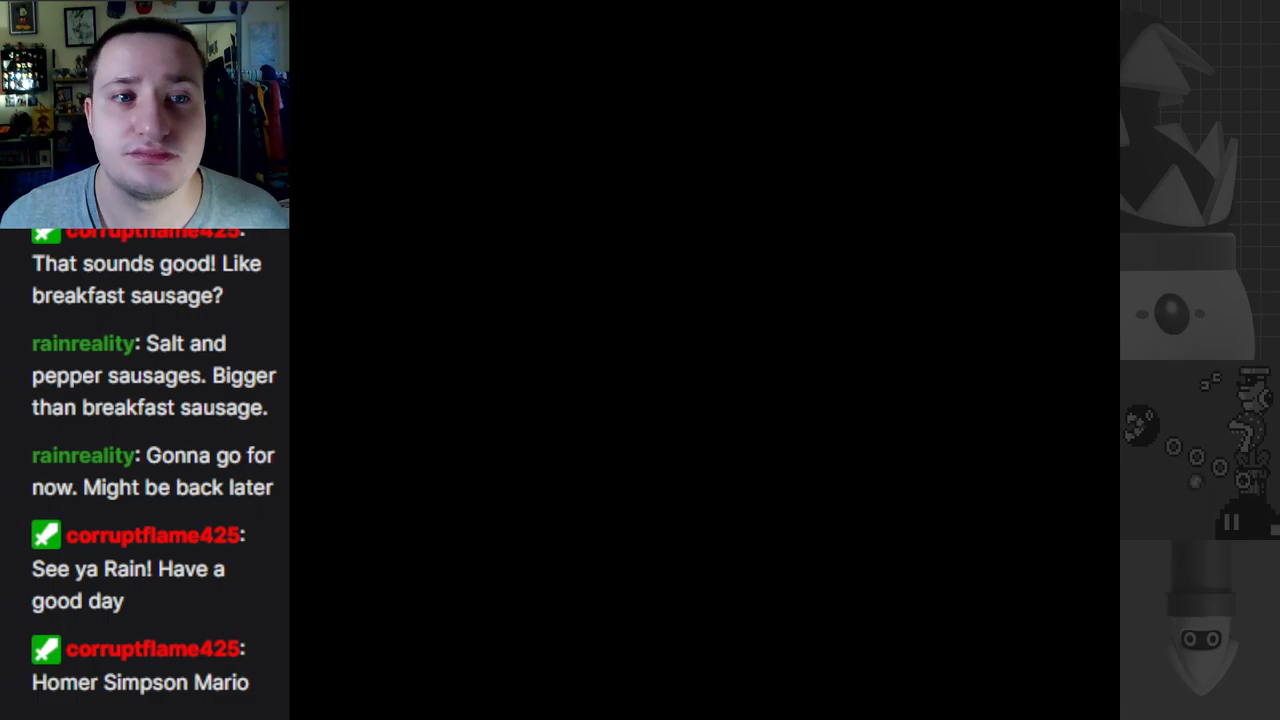 corruptflame425:
That sounds good! Like
breakfast sausage?
rainreality: Salt and
pepper sausages. Bigger
than breakfast sausage.
rainreality: Gonna go for
now. Might be back later
corruptflame425:
See ya Rain! Have a
good day
corruptflame425:
Homer Simpson Mario